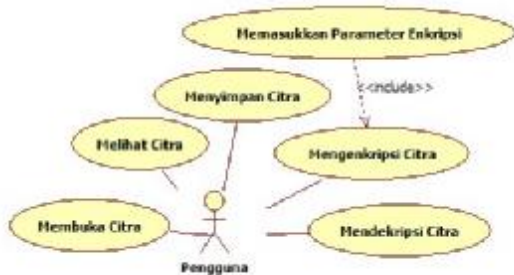 Memasukkan Parameter Enkripsi
<<include>>
Menyimpan Citra
Melihat Citra
Mengenkripsi Citra
Membuka Citra
Mendekripsi Citra
Pengguna